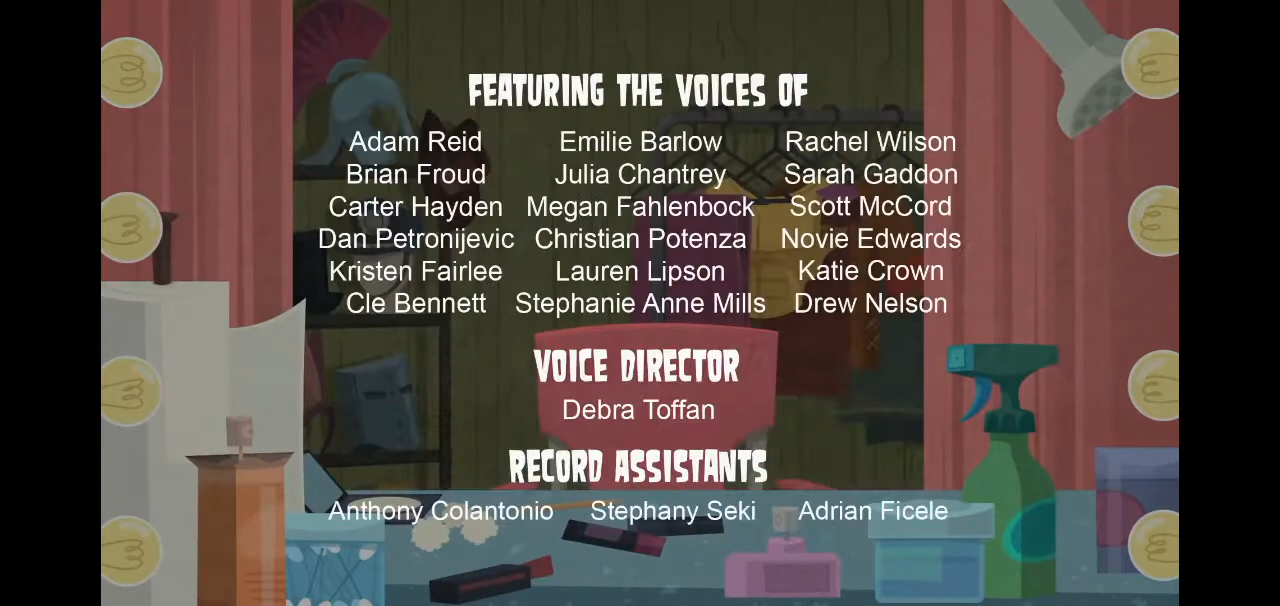 FEATURING THE VOICES OF
Adam Reid Emilie Barlow Rachel Wilson
Brian Froud Julia Chantrey Sarah Gaddon
Carter Hayden Megan Fahlenbock Scott McCord
Dan Petronijevic Christian Potenza Novie Edwards
Kristen Fairlee Lauren Lipson Katie Crown
Cle Bennett Stephanie Anne Mills Drew Nelson
VOICE DIRECTOR
Debra Toffan
RECORD ASSISTANTS
Anthony Colantonio Stephany Seki Adrian Ficele